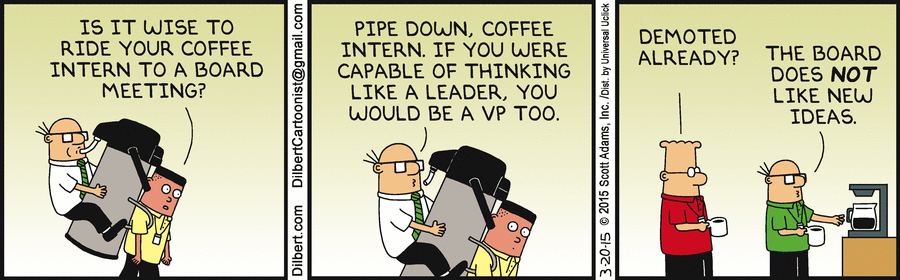 IS IT WISE TO
RIDE YOUR COFFEE
INTERN TO A BOARD
MEETING?
Dilbert.com DilbertCartoonist@gmail.com
PIPE DOWN, COFFEE
INTERN. IF YOU WERE
CAPABLE OF THINKING
LIKE A LEADER, YOU
WOULD BE A VP TOO.
3-20-15 © 2015 Scott Adams, Inc. /Dist. by Universal Uclick
DEMOTED
ALREADY?
THE BOARD
DOES NOT
LIKE NEW
IDEAS.